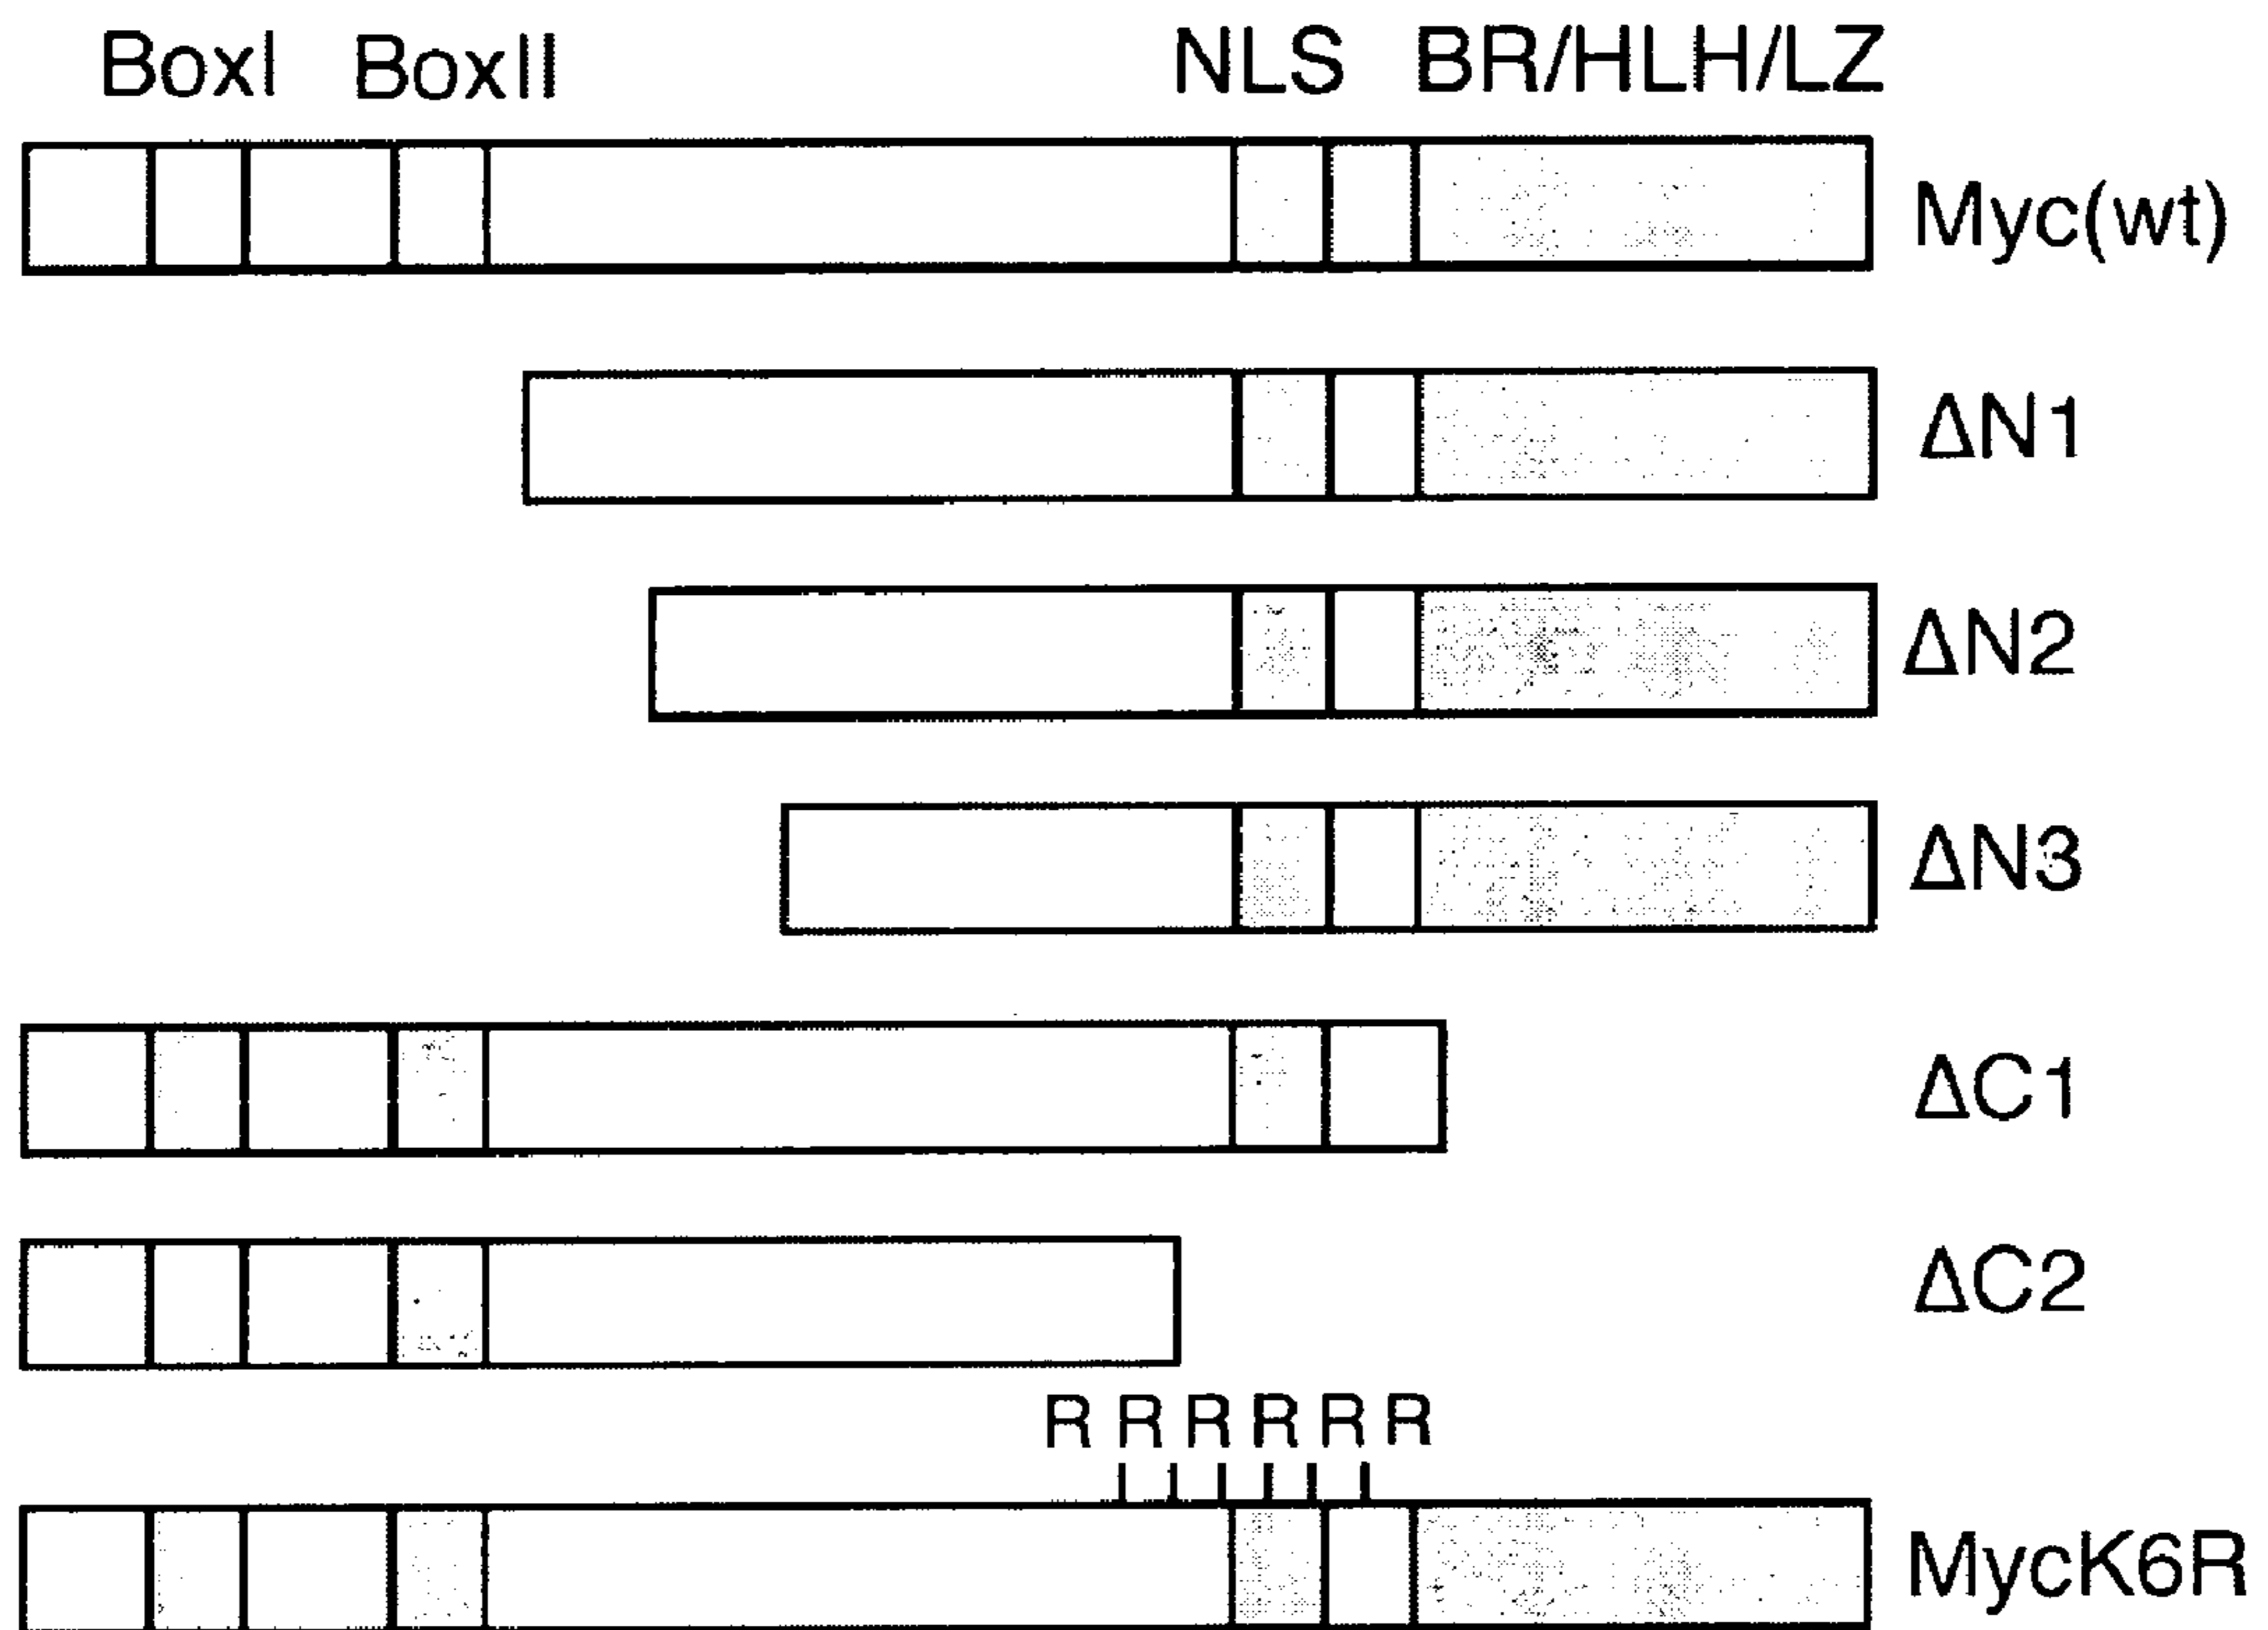 BoxI BoxII NLS BR/HLH/LZ
Myc(wt)
ΔN1
ΔN2
ΔN3
ΔC1
ΔC2
R R R R R R
MycK6R